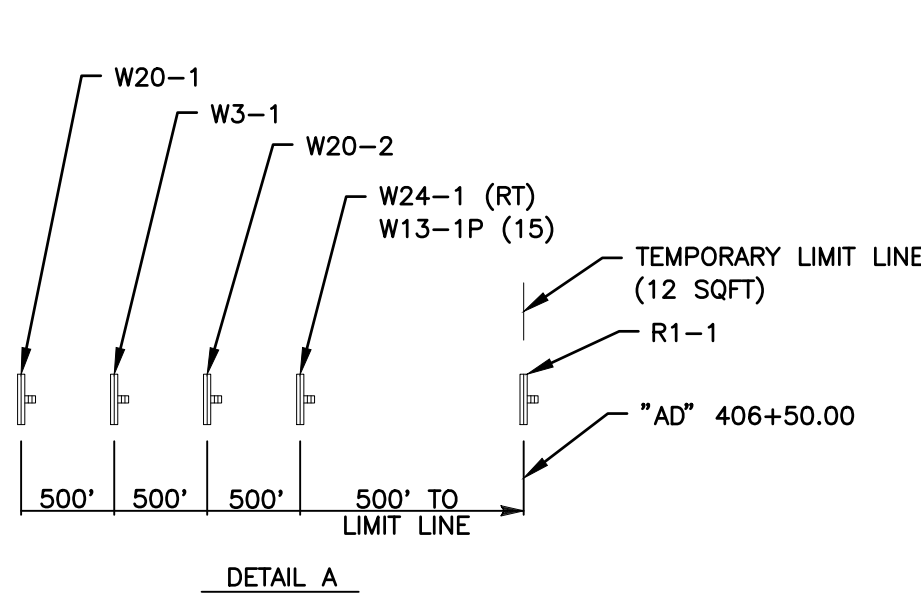 W20-1
W3-1
W20-2
W24-1 (RT)
W13-1P (15)
TEMPORARY LIMIT LINE
(12 SQFT)
R1-1
"AD" 406+50.00
500' 500' 500' 500' TO
LIMIT LINE
DETAIL A